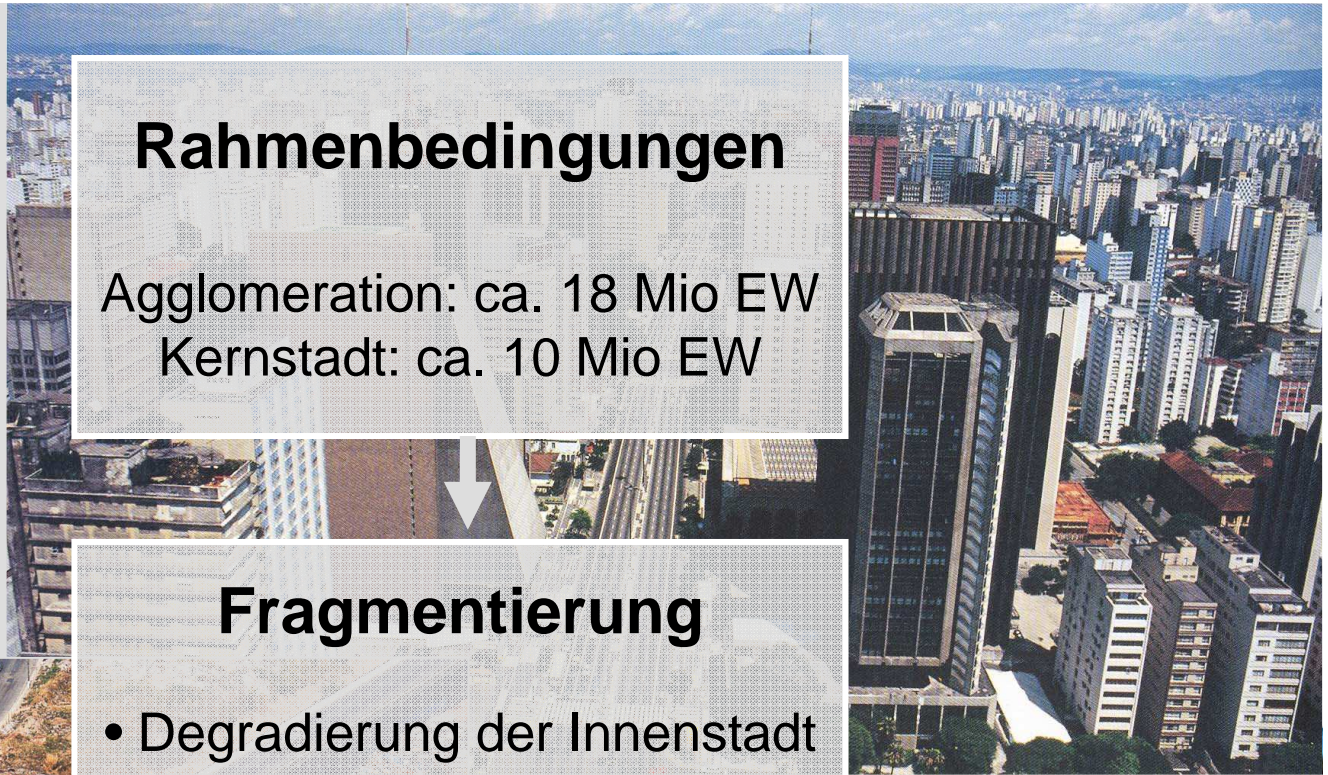 Rahmenbedingungen
Agglomeration: ca. 18 Mio EW
Kernstadt: ca. 10 Mio EW
Fragmentierung
• Degradierung der Innenstadt